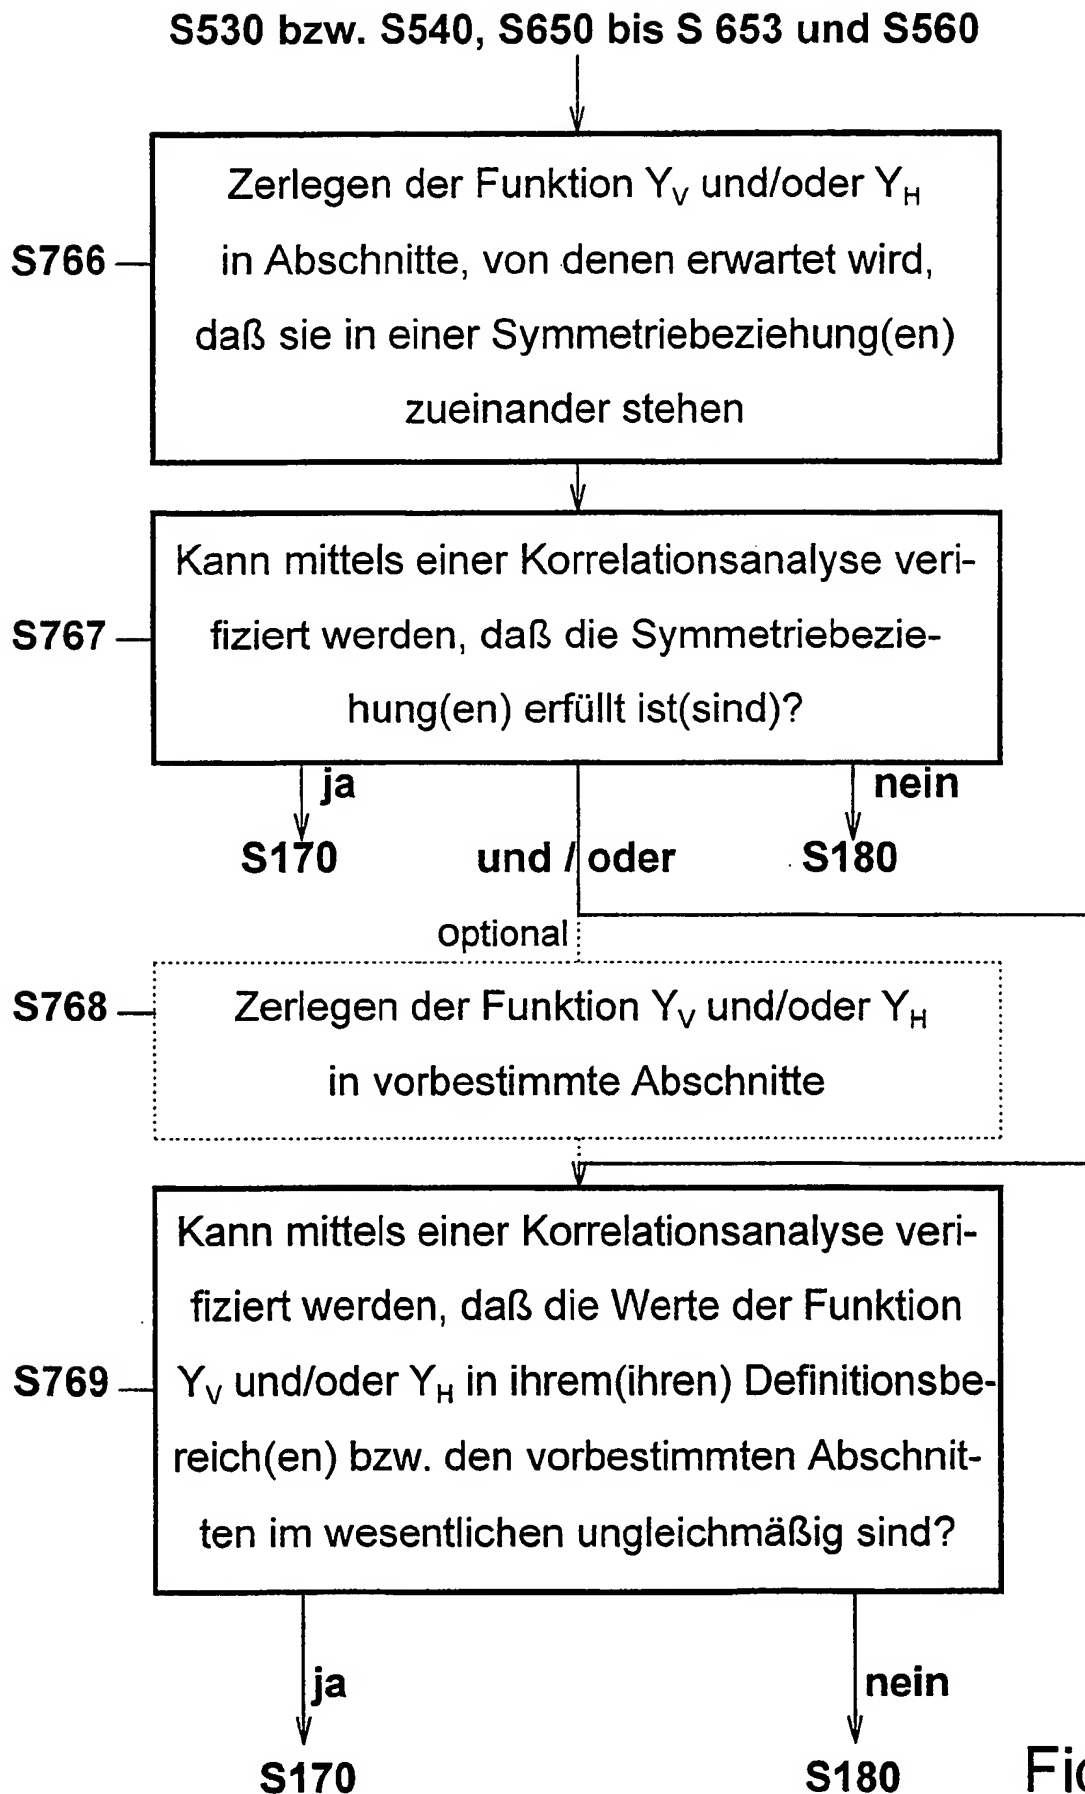 S530 bzw. S540, S650 bis S 653 und S560
Zerlegen der Funktion Y_V und/oder Y_H
S766
in Abschnitte, von denen erwartet wird,
daß sie in einer Symmetriebeziehung(en)
zueinander stehen
Kann mittels einer Korrelationsanalyse veri-
S767
fiziert werden, daß die Symmetriebezie-
hung(en) erfüllt ist(sind)?
ja
nein
S170
und / oder
S180
optional
S768
Zerlegen der Funktion Y_V und/oder Y_H
in vorbestimmte Abschnitte
Kann mittels einer Korrelationsanalyse veri-
fiziert werden, daß die Werte der Funktion
S769
Y_V und/oder Y_H in ihrem(ihren) Definitionsbe-
reich(en) bzw. den vorbestimmten Abschnit-
ten im wesentlichen ungleichmäßig sind?
ja
nein
S170
S180